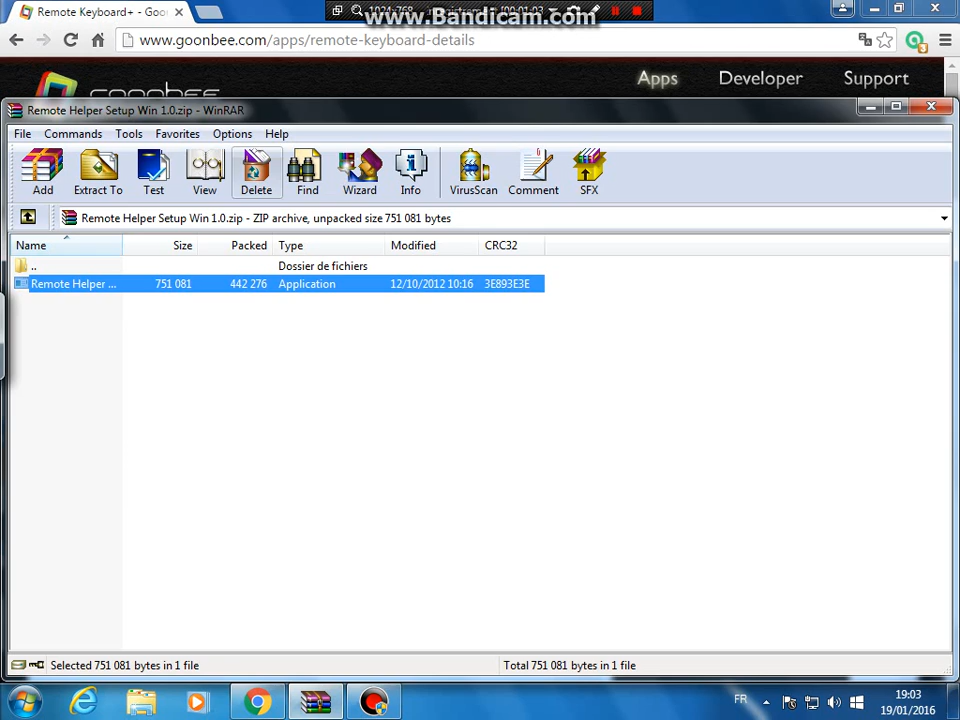 Remote Keyboard+ - Goo
www.Bandicam.com
www.goonbee.com/apps/remote-keyboard-details
goonbee
Apps Developer Support
Remote Helper Setup Win 1.0.zip - WinRAR
File Commands Tools Favorites Options Help
Add Extract To Test View Delete Find Wizard Info VirusScan Comment SFX
Remote Helper Setup Win 1.0.zip - ZIP archive, unpacked size 751 081 bytes
Name Size Packed Type Modified CRC32
.. Dossier de fichiers
Remote Helper ... 751 081 442 276 Application 12/10/2012 10:16 3E893E3E
Selected 751 081 bytes in 1 file Total 751 081 bytes in 1 file
FR 19:03
19/01/2016